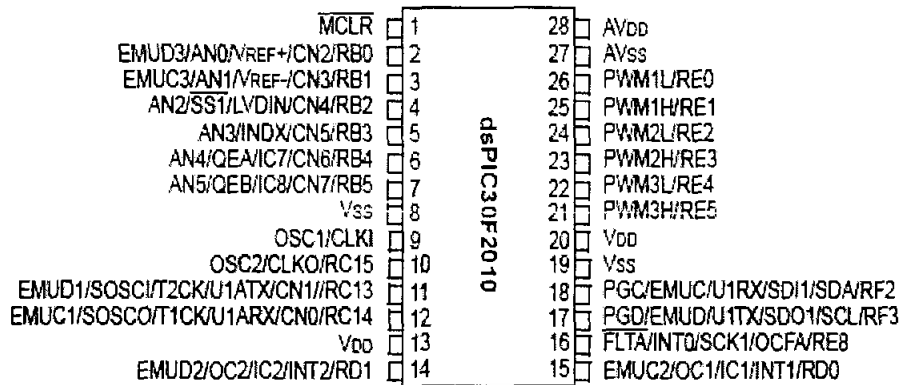 MCLR 1 28 AVDD
EMUD3/AN0/VREF+/CN2/RB0 2 27 AVSS
EMUC3/AN1/VREF-/CN3/RB1 3 26 PWM1L/RE0
AN2/SS1/LVDIN/CN4/RB2 4 25 PWM1H/RE1
AN3/INDX/CN5/RB3 5 24 PWM2L/RE2
AN4/QEA/IC7/CN6/RB4 6 23 PWM2H/RE3
AN5/QEB/IC8/CN7/RB5 7 22 PWM3L/RE4
VSS 8 21 PWM3H/RE5
OSC1/CLKI 9 20 VDD
OSC2/CLKO/RC15 10 19 VSS
EMUD1/SOSCI/T2CK/U1ATX/CN1//RC13 11 18 PGC/EMUC/U1RX/SDI1/SDA/RF2
EMUC1/SOSCO/T1CK/U1ARX/CN0/RC14 12 17 PGD/EMUD/U1TX/SDO1/SCL/RF3
VDD 13 16 FLTA/INT0/SCK1/OCFA/RE8
EMUD2/OC2/IC2/INT2/RD1 14 15 EMUC2/OC1/IC1/INT1/RD0
dsPIC30F2010